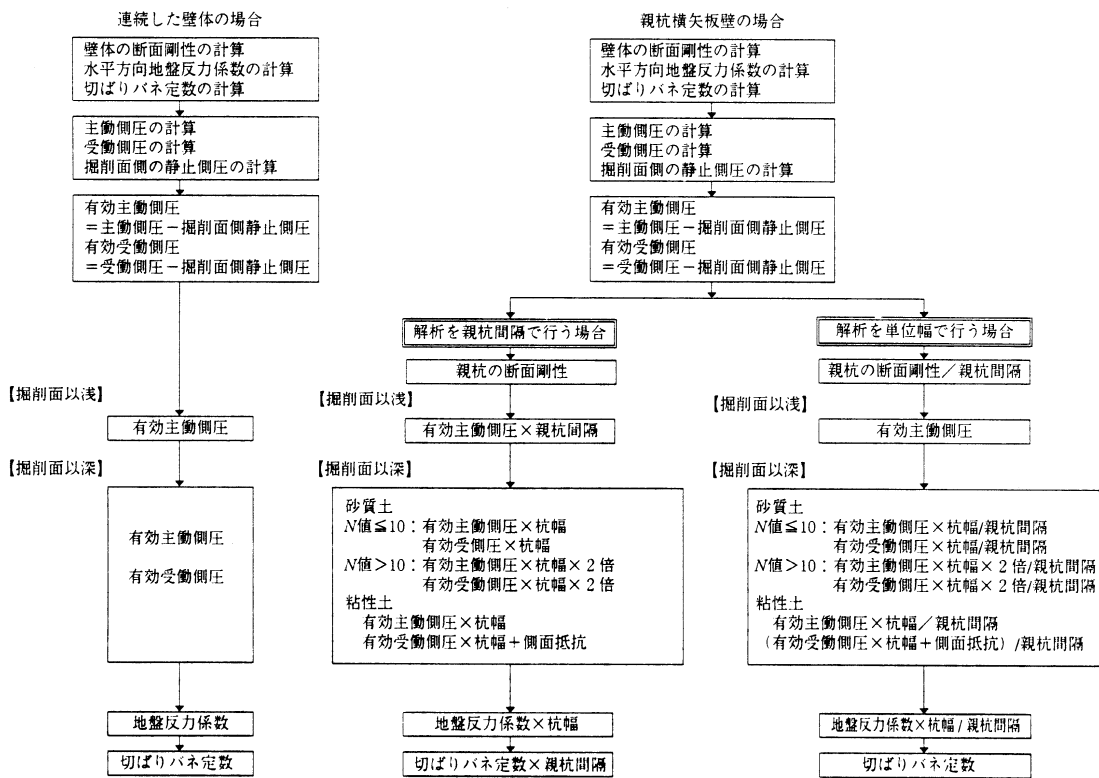 連続した壁体の場合
壁体の断面剛性の計算
水平方向地盤反力係数の計算
切ばりバネ定数の計算
主働側圧の計算
受働側圧の計算
掘削面側の静止側圧の計算
有効主働側圧
＝主働側圧－掘削面側静止側圧
有効受働側圧
＝受働側圧－掘削面側静止側圧
【掘削面以浅】
有効主働側圧
【掘削面以深】
有効主働側圧
有効受働側圧
地盤反力係数
切ばりバネ定数
親杭横矢板壁の場合
壁体の断面剛性の計算
水平方向地盤反力係数の計算
切ばりバネ定数の計算
主働側圧の計算
受働側圧の計算
掘削面側の静止側圧の計算
有効主働側圧
＝主働側圧－掘削面側静止側圧
有効受働側圧
＝受働側圧－掘削面側静止側圧
解析を親杭間隔で行う場合
親杭の断面剛性
【掘削面以浅】
有効主働側圧×親杭間隔
【掘削面以深】
砂質土
N値≦10：有効主働側圧×杭幅
有効受側圧×杭幅
N値＞10：有効主働側圧×杭幅×2倍
有効受働側圧×杭幅×2倍
粘性土
有効主働側圧×杭幅
有効受働側圧×杭幅＋側面抵抗
地盤反力係数×杭幅
切ばりバネ定数×親杭間隔
解析を単位幅で行う場合
親杭の断面剛性／親杭間隔
【掘削面以浅】
有効主働側圧
【掘削面以深】
砂質土
N値≦10：有効主働側圧×杭幅/親杭間隔
有効受働側圧×杭幅/親杭間隔
N値＞10：有効主働側圧×杭幅×2倍/親杭間隔
有効受働側圧×杭幅×2倍/親杭間隔
粘性土
有効主働側圧×杭幅／親杭間隔
（有効受働側圧×杭幅＋側面抵抗）/親杭間隔
地盤反力係数×杭幅/親杭間隔
切ばりバネ定数